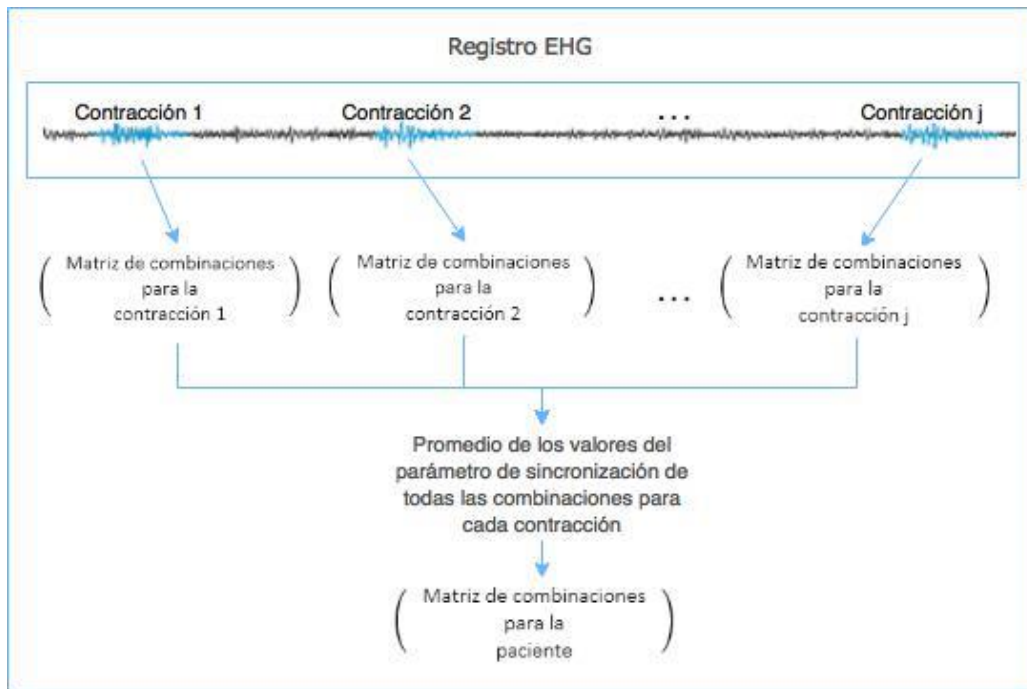 Registro EHG
Contracción 1
Contracción 2
...
Contracción j
Matriz de combinaciones
para la
contracción 1
Matriz de combinaciones
para la
contracción 2
...
Matriz de combinaciones
para la
contracción j
Promedio de los valores del
parámetro de sincronización de
todas las combinaciones para
cada contracción
Matriz de combinaciones
para la
paciente